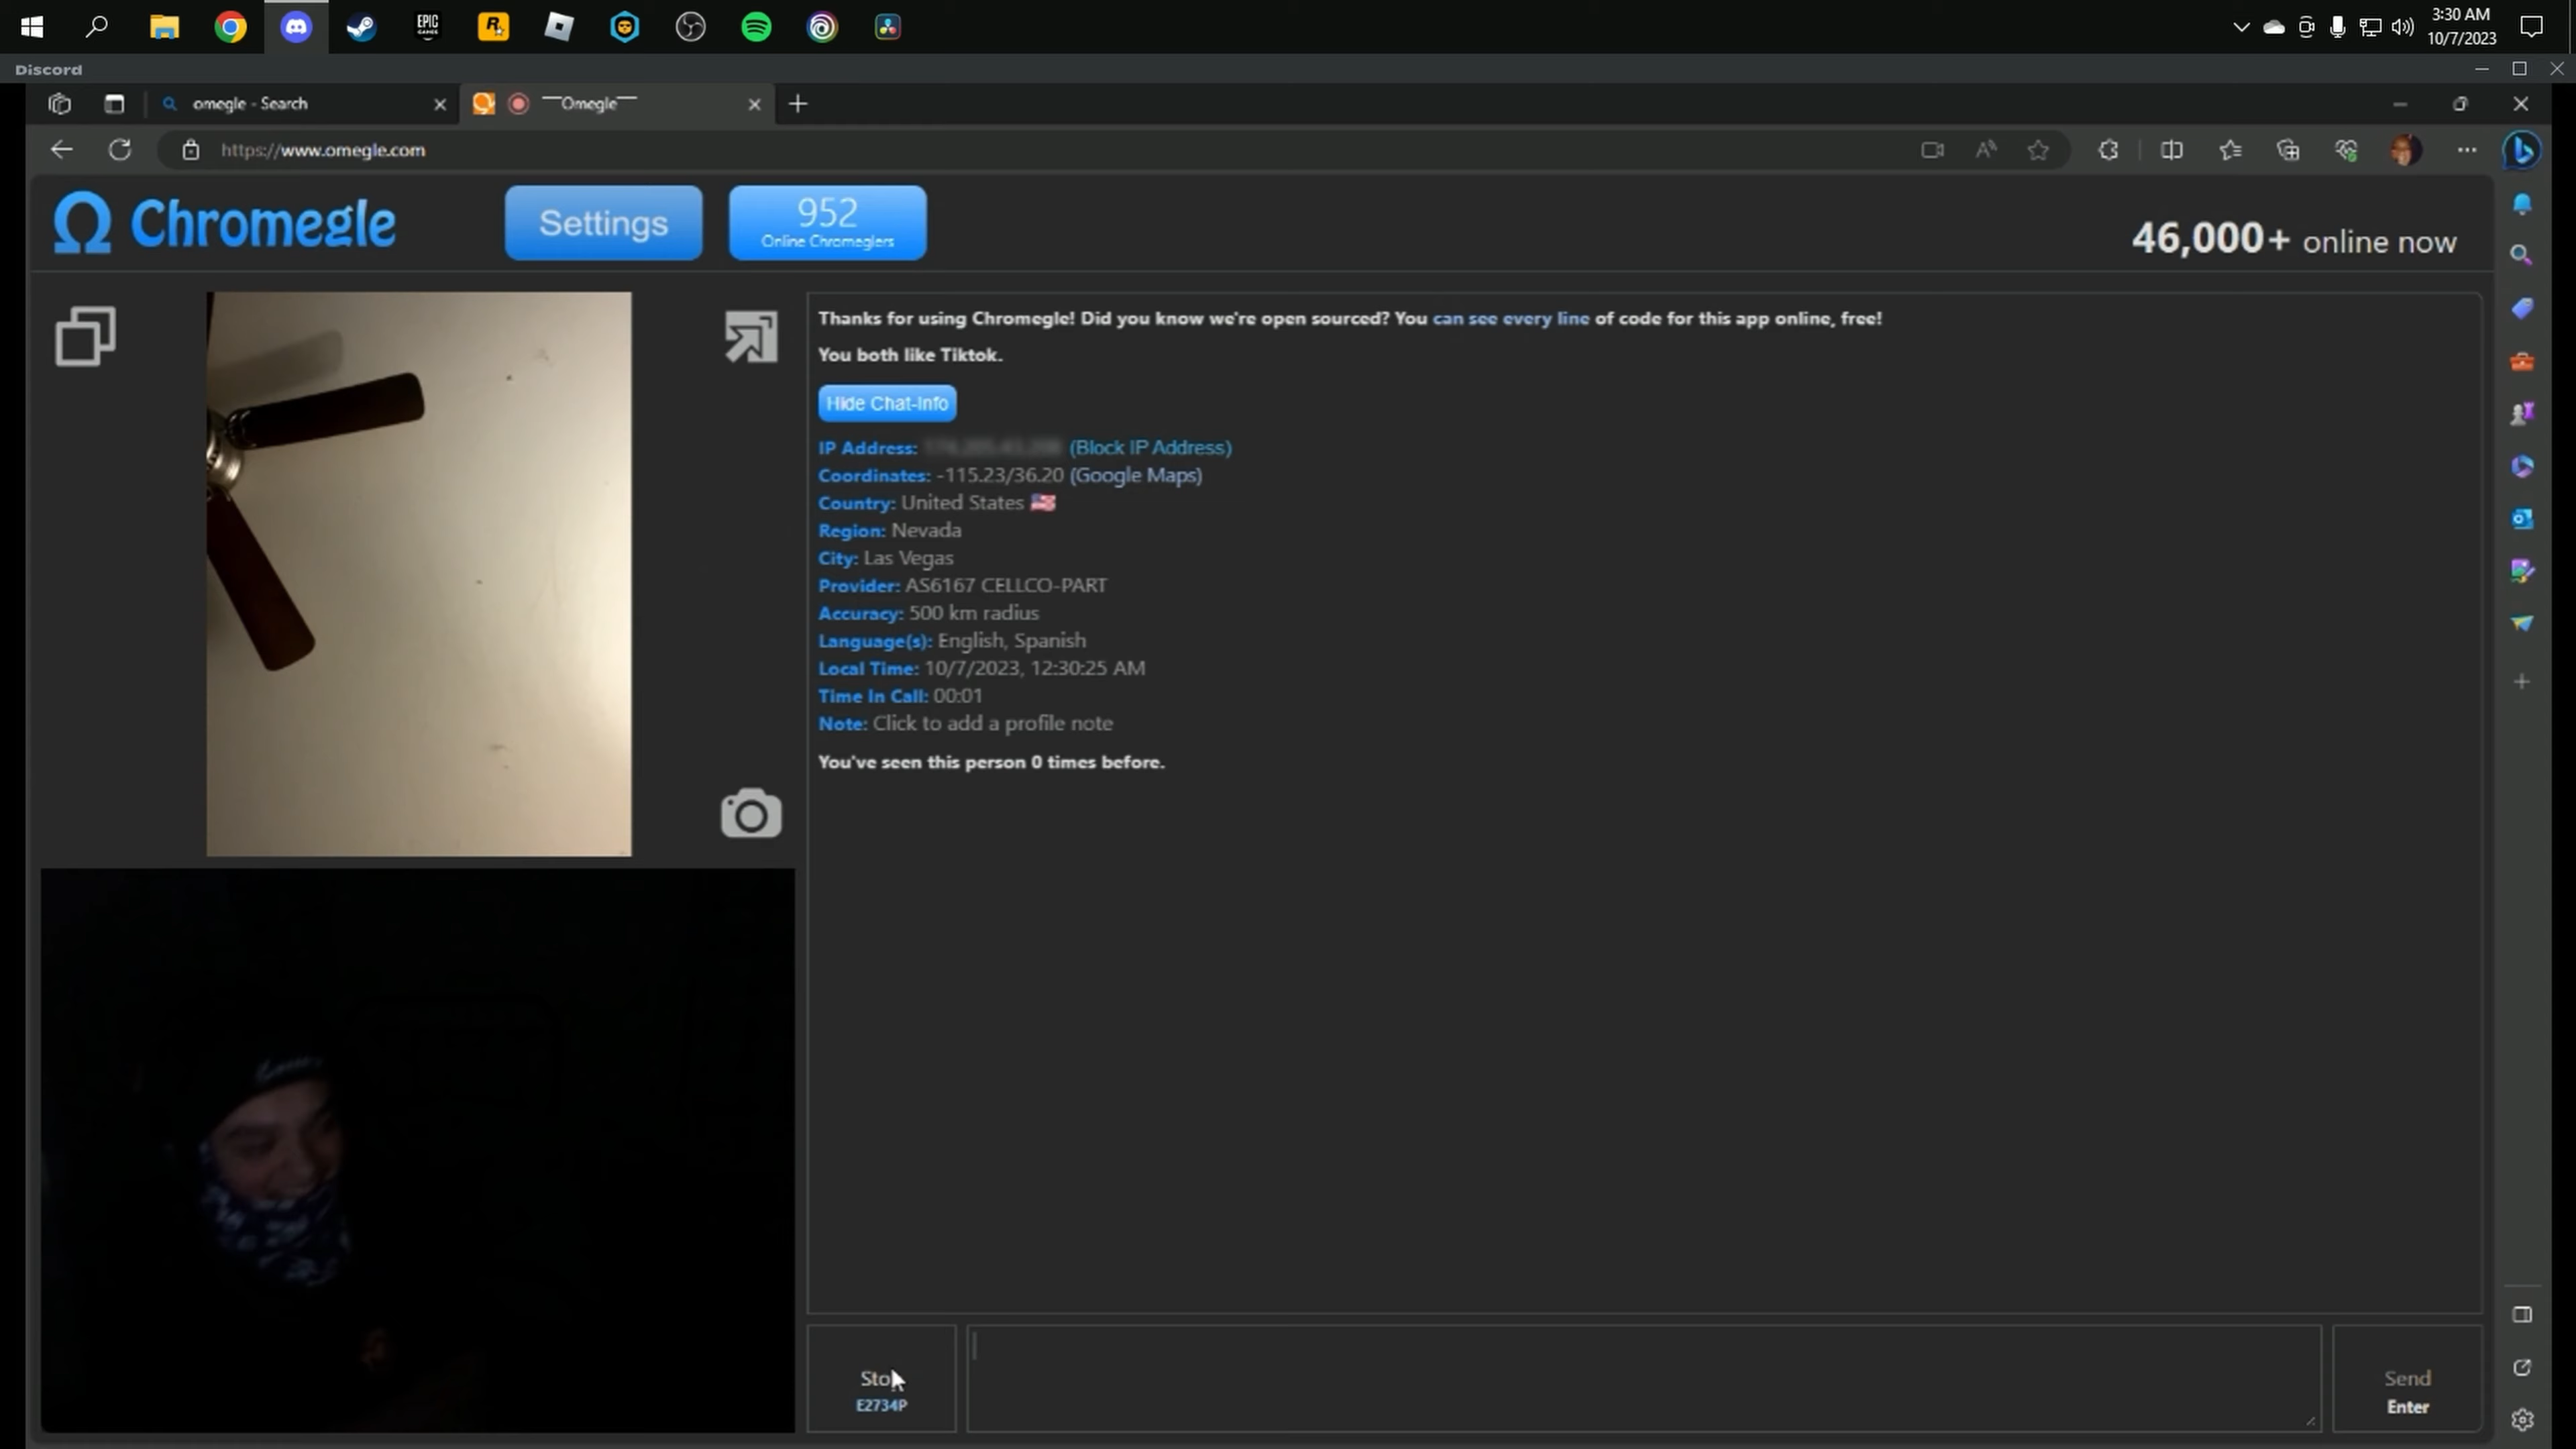 3:30 AM
10/7/2023
Discord
omegle - Search
Omegle
https://www.omegle.com
Chromegle
Settings
952
Online Chromeglers
46,000+ online now
Thanks for using Chromegle! Did you know we're open sourced? You can see every line of code for this app online, free!
You both like Tiktok.
Hide Chat-Info
IP Address: (Block IP Address)
Coordinates: -115.23/36.20 (Google Maps)
Country: United States
Region: Nevada
City: Las Vegas
Provider: AS6167 CELLCO-PART
Accuracy: 500 km radius
Language(s): English, Spanish
Local Time: 10/7/2023, 12:30:25 AM
Time In Call: 00:01
Note: Click to add a profile note
You've seen this person 0 times before.
E2734P
Send
Enter